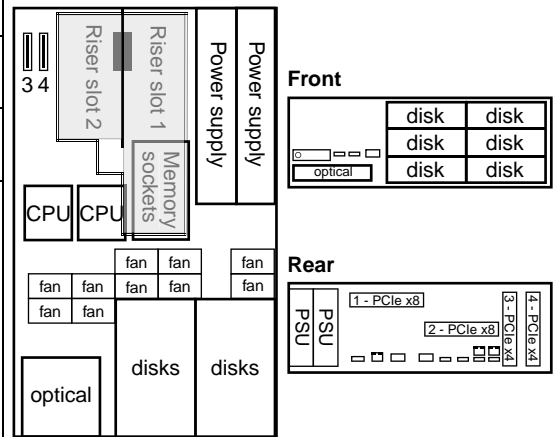 3 4
Riser slot 2
Riser slot 1
Power supply
Power supply
Memory
sockets
CPU
CPU
fan
fan
fan
fan
fan
fan
fan
fan
fan
fan
optical
disks
disks
Front
disk
disk
disk
disk
optical
disk
disk
Rear
PSU
PSU
1 - PCIe x8
2 - PCIe x8
3 - PCIe x4
4 - PCIe x4